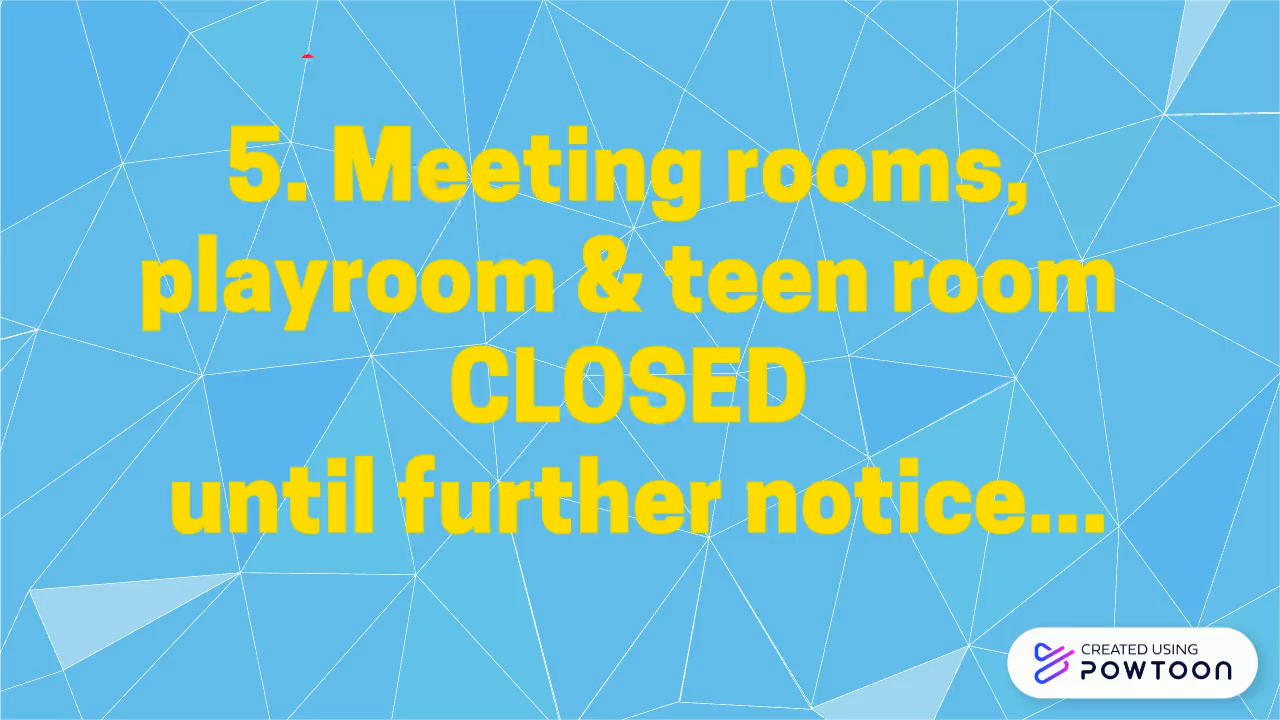 5. Meeting rooms,
playroom & teen room
CLOSED
until further notice...
CREATED USING
POWTOON